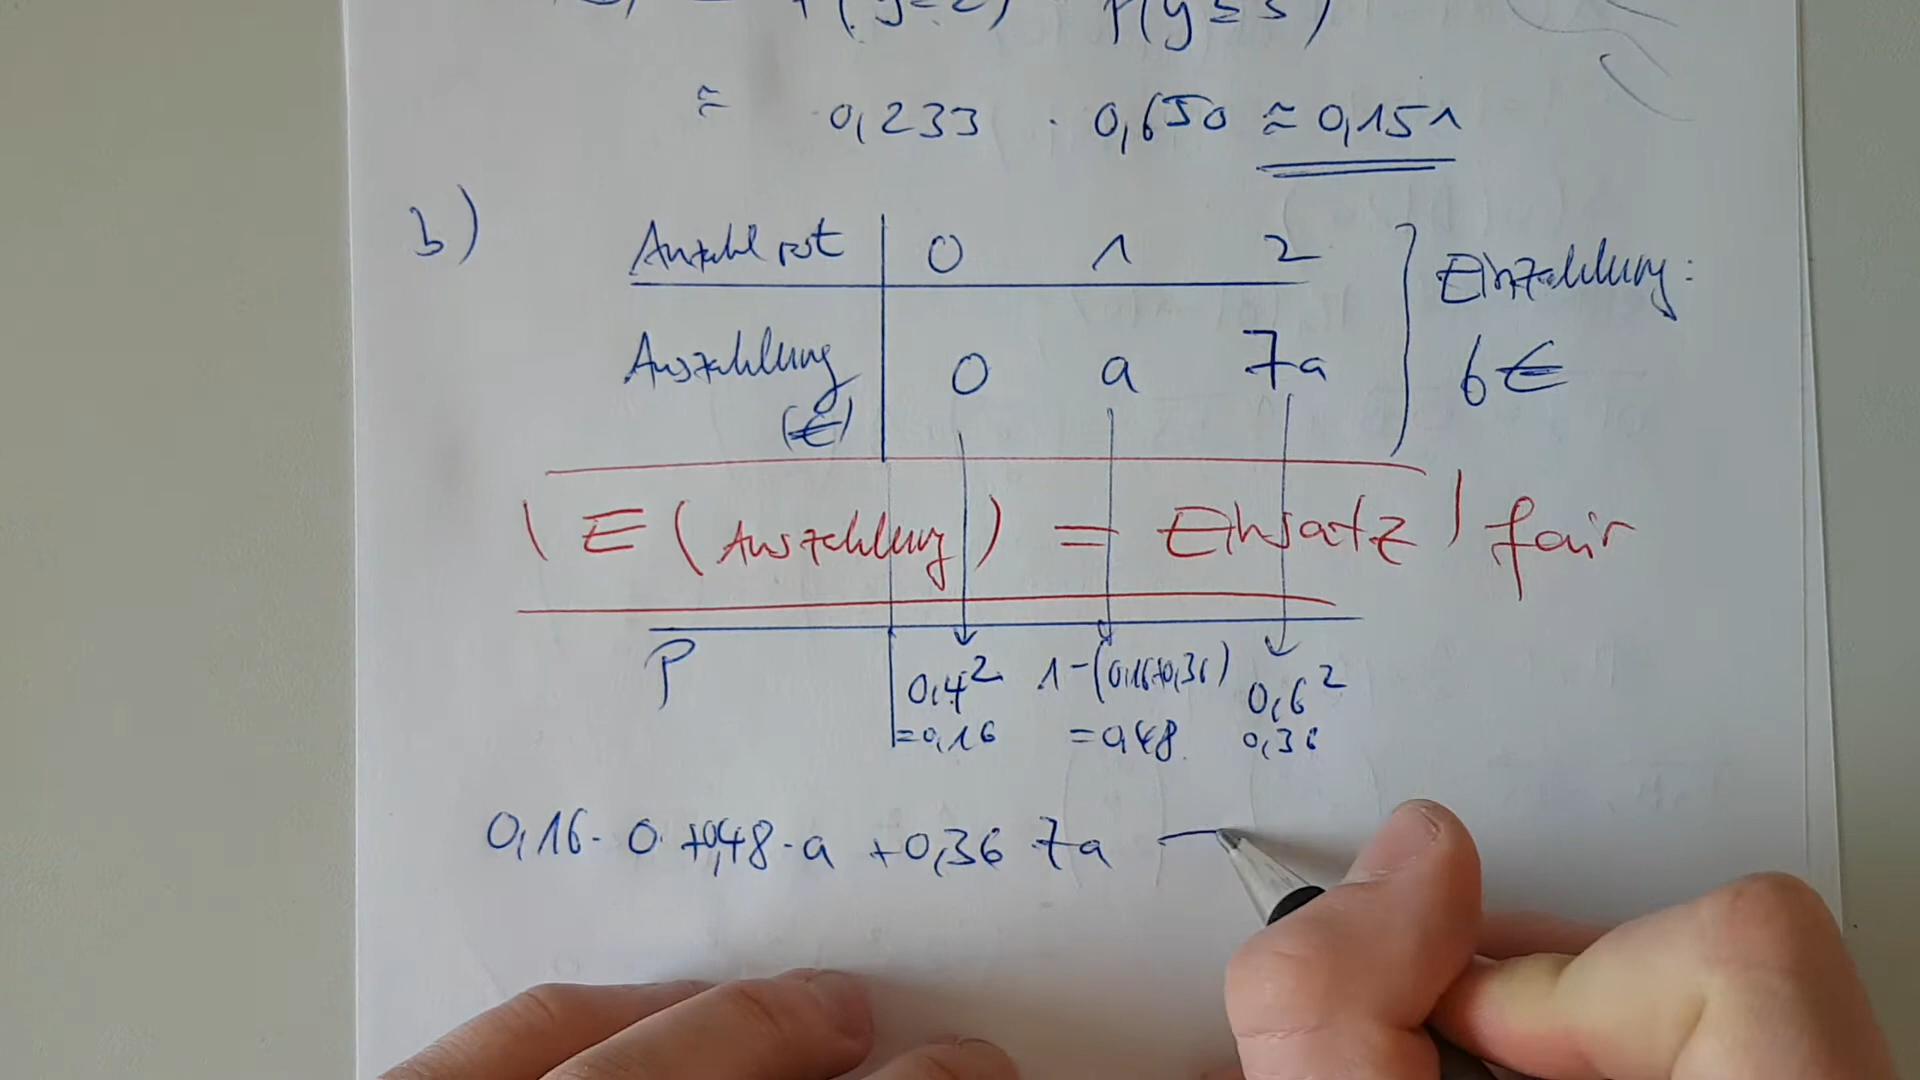 P(y=2) · P(y≤3)
≈ 0,233 · 0,650 ≈ 0,151
b)
Anzahl rot 0 1 2
Einzahlung:
Auszahlung 0 a 7a
6€
(€)
E(Auszahlung) = Einsatz fair
P 0,4² 1-(0,16+0,36) 0,6²
=0,16 =0,48 0,36
0,16· 0 +0,48·a +0,36 7a